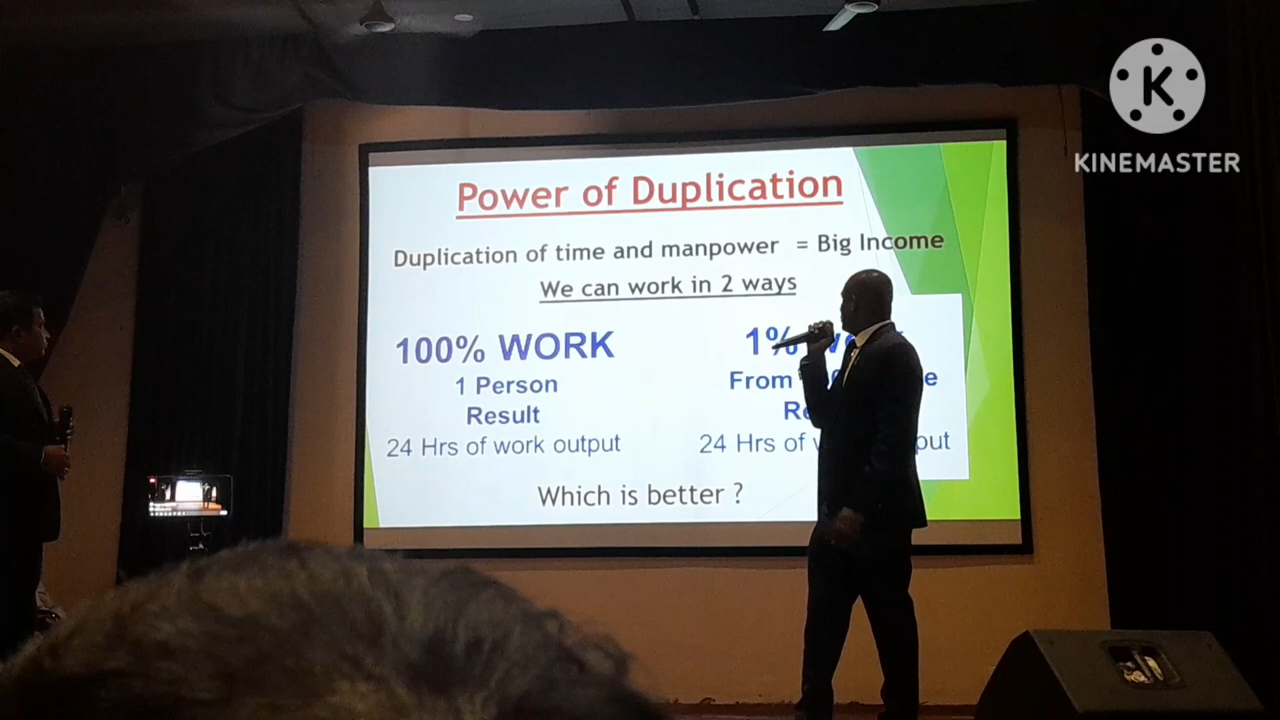 K
KINEMASTER
Power of Duplication
Duplication of time and manpower = Big Income
We can work in 2 ways
100% WORK
1 Person
Result
24 Hrs of work output
1%
From
24 Hrs of
Which is better ?